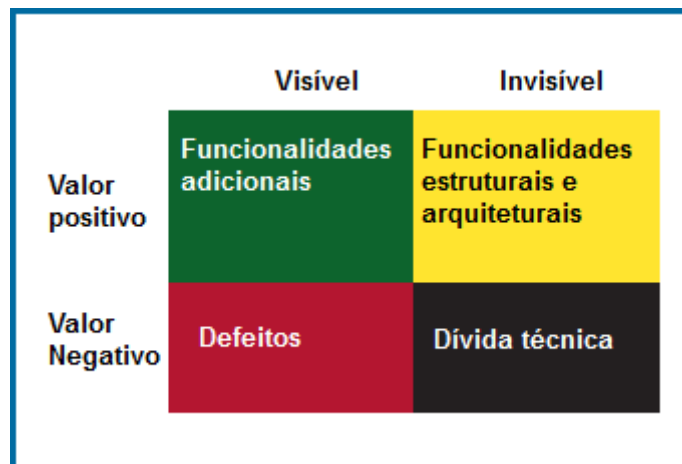 Visível
Invisível
Valor
positivo
Funcionalidades
adicionais
Funcionalidades
estruturais e
arquiteturais
Valor
Negativo
Defeitos
Dívida técnica